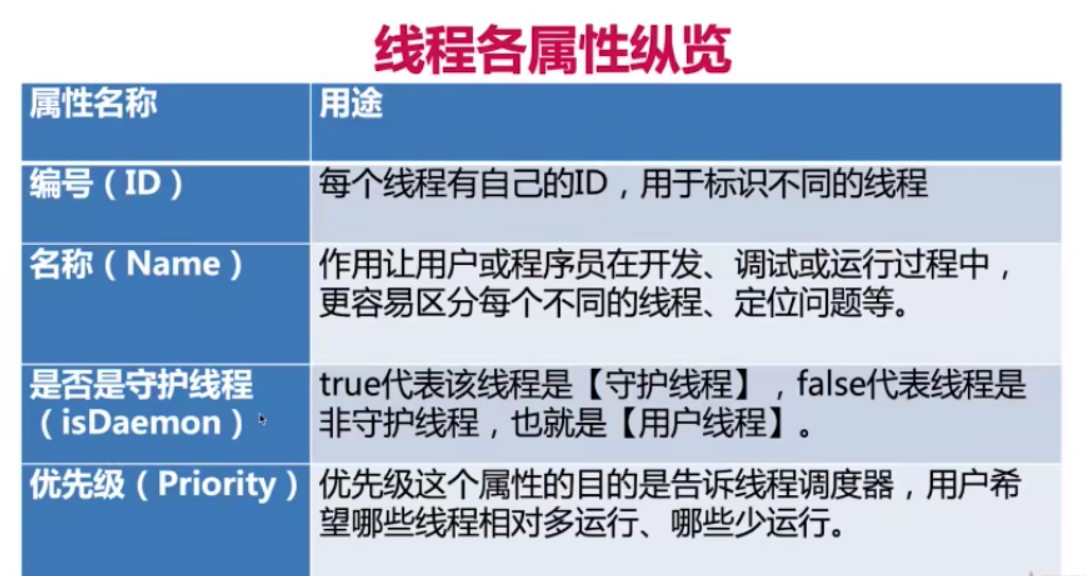 线程各属性纵览
属性名称
用途
编号（ID）
每个线程有自己的ID，用于标识不同的线程
名称（Name）
作用让用户或程序员在开发、调试或运行过程中，
更容易区分每个不同的线程、定位问题等。
是否是守护线程
（isDaemon）
true代表该线程是【守护线程】，false代表线程是
非守护线程，也就是【用户线程】。
优先级（Priority）
优先级这个属性的目的是告诉线程调度器，用户希
望哪些线程相对多运行、哪些少运行。